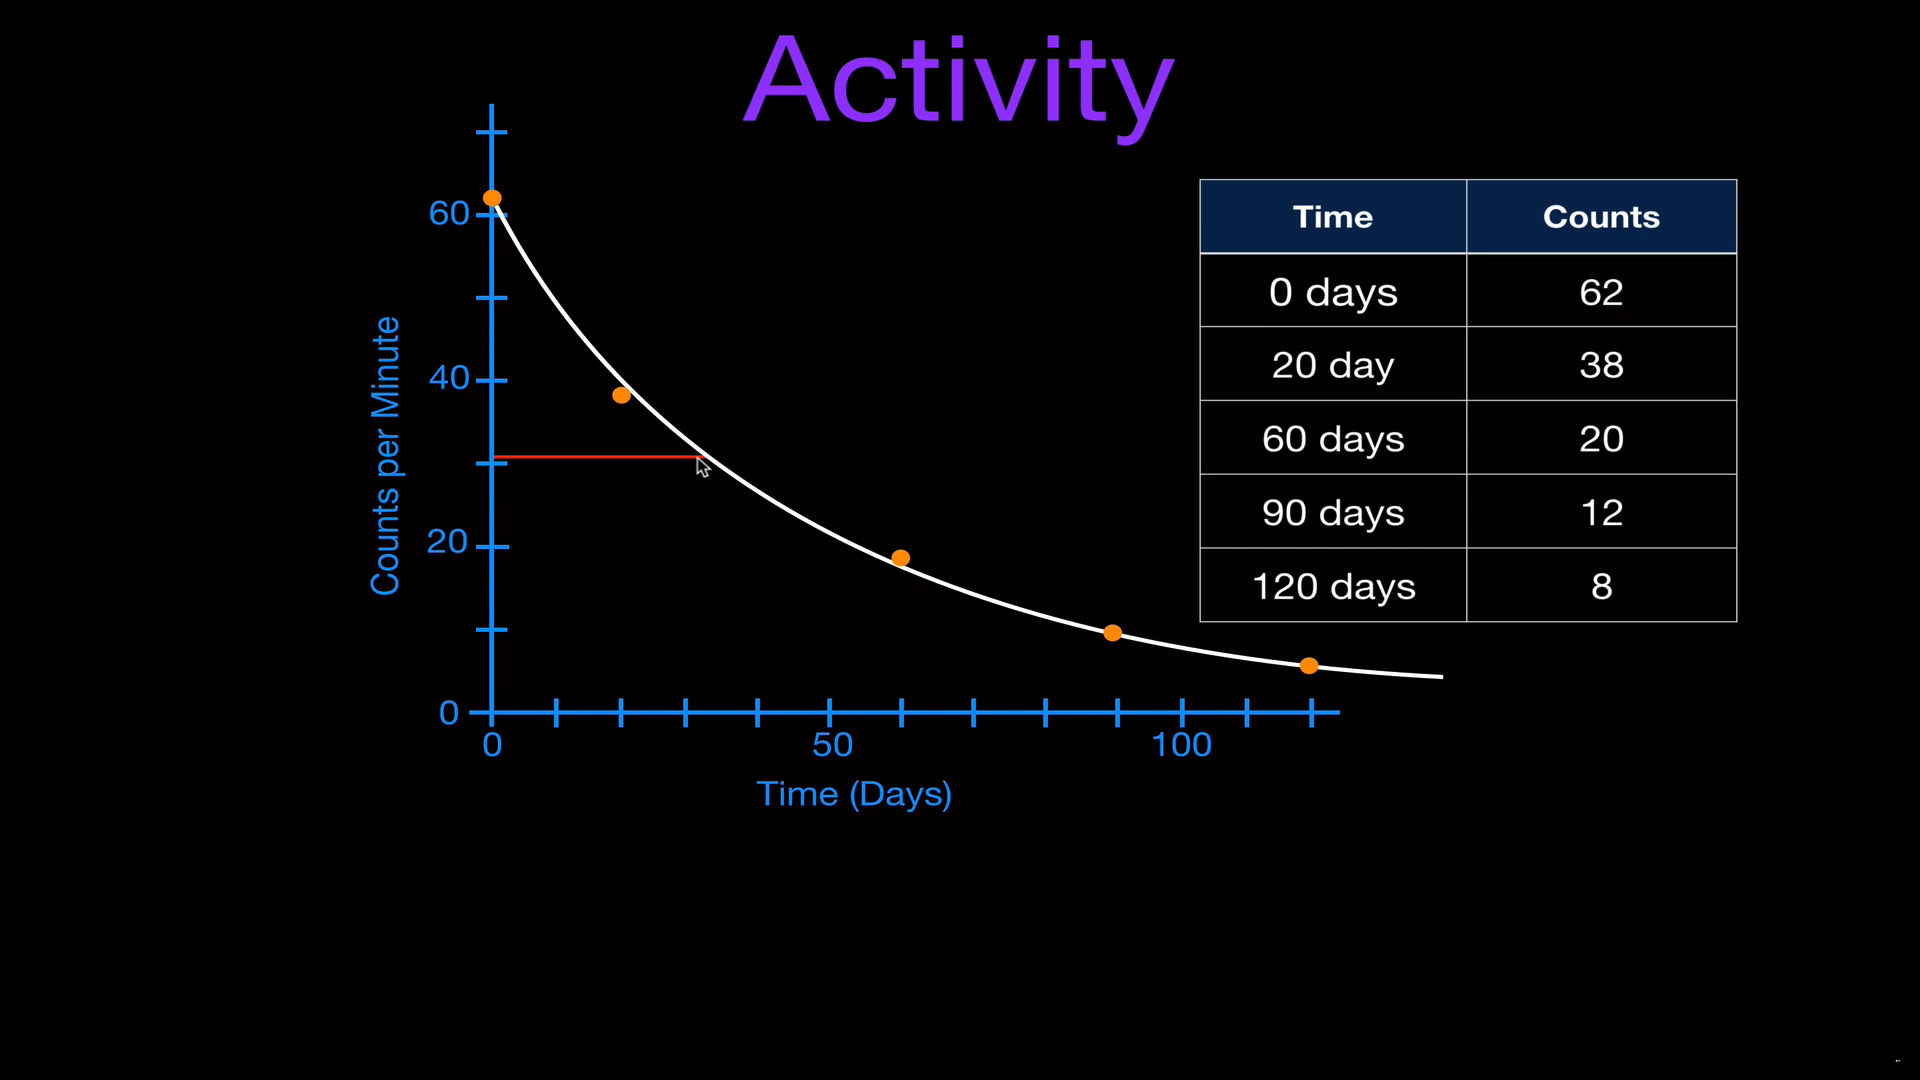 Activity
Counts per Minute
60
40
20
0
0 50 100
Time (Days)
Time Counts
0 days 62
20 day 38
60 days 20
90 days 12
120 days 8